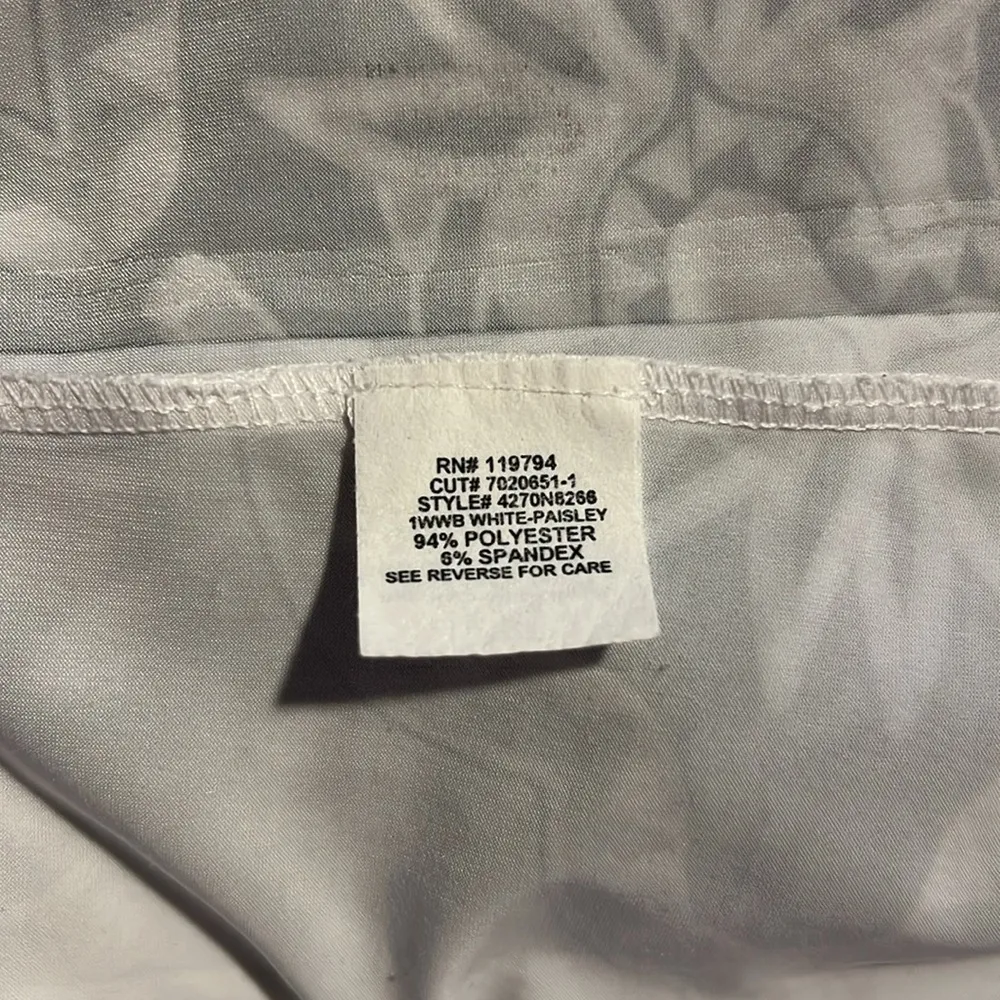 RN# 119794
CUT# 7020651-1
STYLE# 4270N8266
1WWB WHITE-PAISLEY
94% POLYESTER
6% SPANDEX
SEE REVERSE FOR CARE